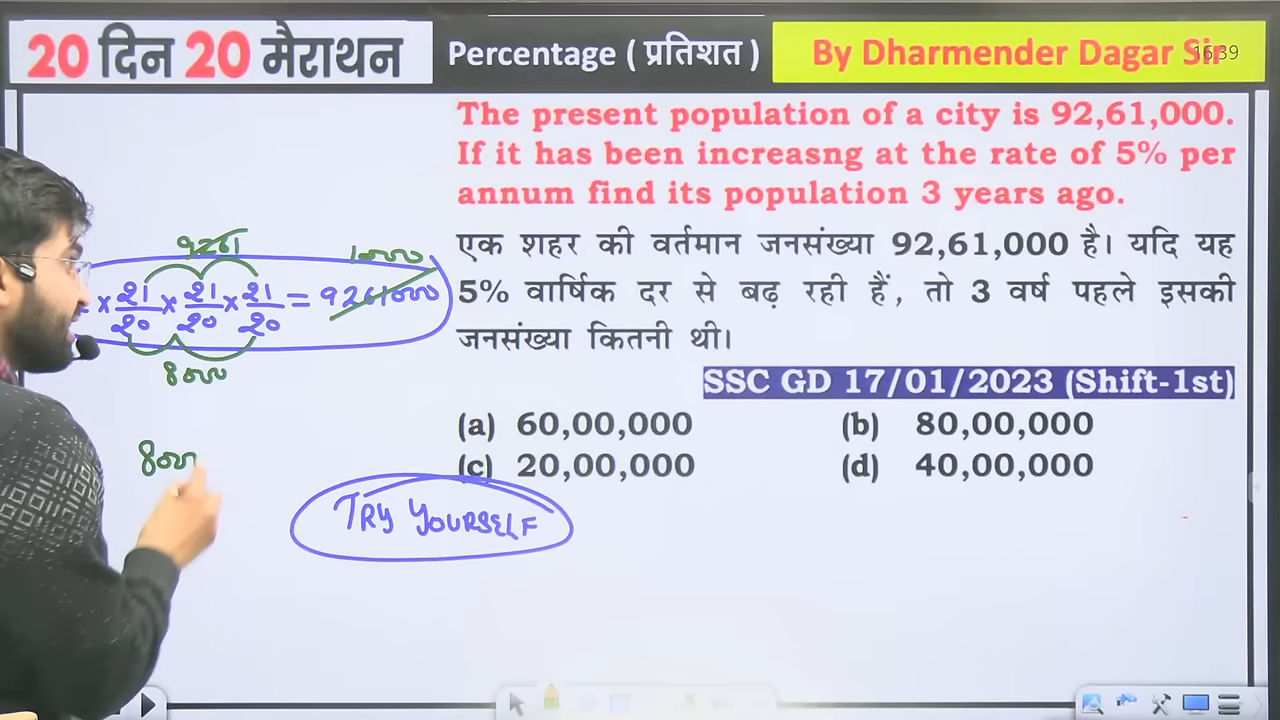 20 दिन 20 मैराथन
Percentage ( प्रतिशत )
By Dharmender Dagar Sir
16:39
The present population of a city is 92,61,000.
If it has been increasng at the rate of 5% per
annum find its population 3 years ago.
एक शहर की वर्तमान जनसंख्या 92,61,000 है। यदि यह
5% वार्षिक दर से बढ़ रही हैं, तो 3 वर्ष पहले इसकी
जनसंख्या कितनी थी।
SSC GD 17/01/2023 (Shift-1st)
(a) 60,00,000 (b) 80,00,000
(c) 20,00,000 (d) 40,00,000
9261
1000
× 21/20 × 21/20 × 21/20 = 9261000
8000
8000
TRY YOURSELF